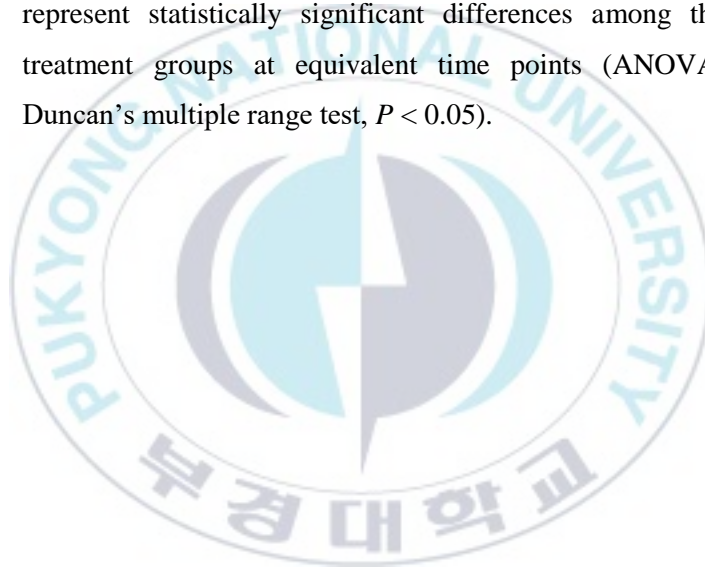 represent statistically significant differences among th
treatment groups at equivalent time points (ANOVA
Duncan's multiple range test, P < 0.05).
PUKYONG NATIONAL UNIVERSITY
부경대학교